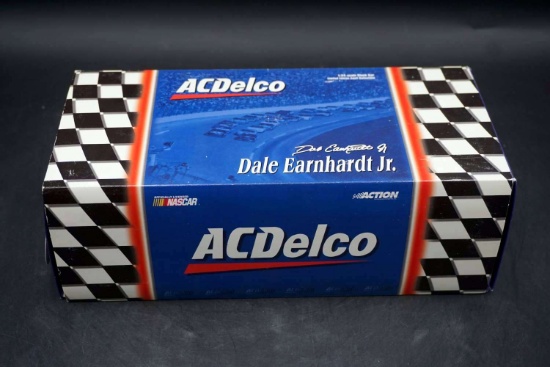 ACDelco
Dale Earnhardt Jr.
NASCAR
ACTION
ACDelco